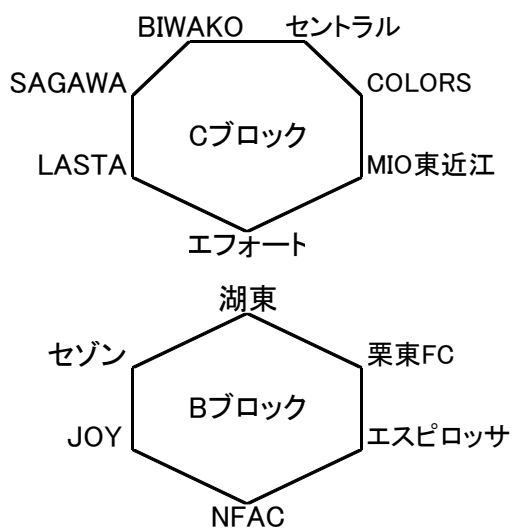 BIWAKO セントラル
SAGAWA COLORS
Cブロック
LASTA MIO東近江
エフォート
湖東
セゾン 栗東FC
Bブロック
JOY エスピロッサ
NFAC